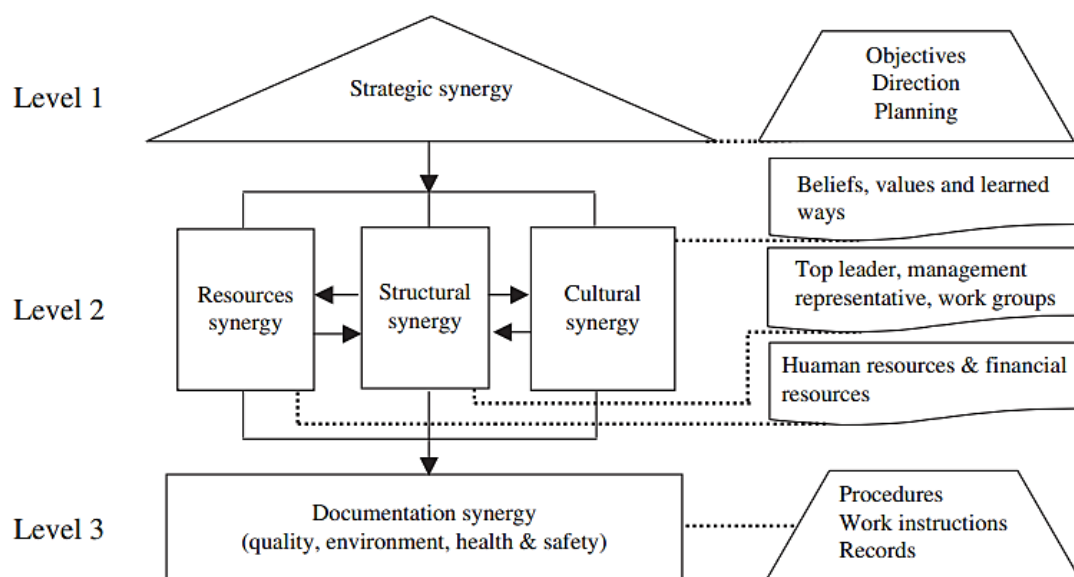 Level 1
Strategic synergy
Objectives
Direction
Planning
Beliefs, values and learned
ways
Level 2
Resources
synergy
Structural
synergy
Cultural
synergy
Top leader, management
representative, work groups
Huaman resources & financial
resources
Level 3
Documentation synergy
(quality, environment, health & safety)
Procedures
Work instructions
Records